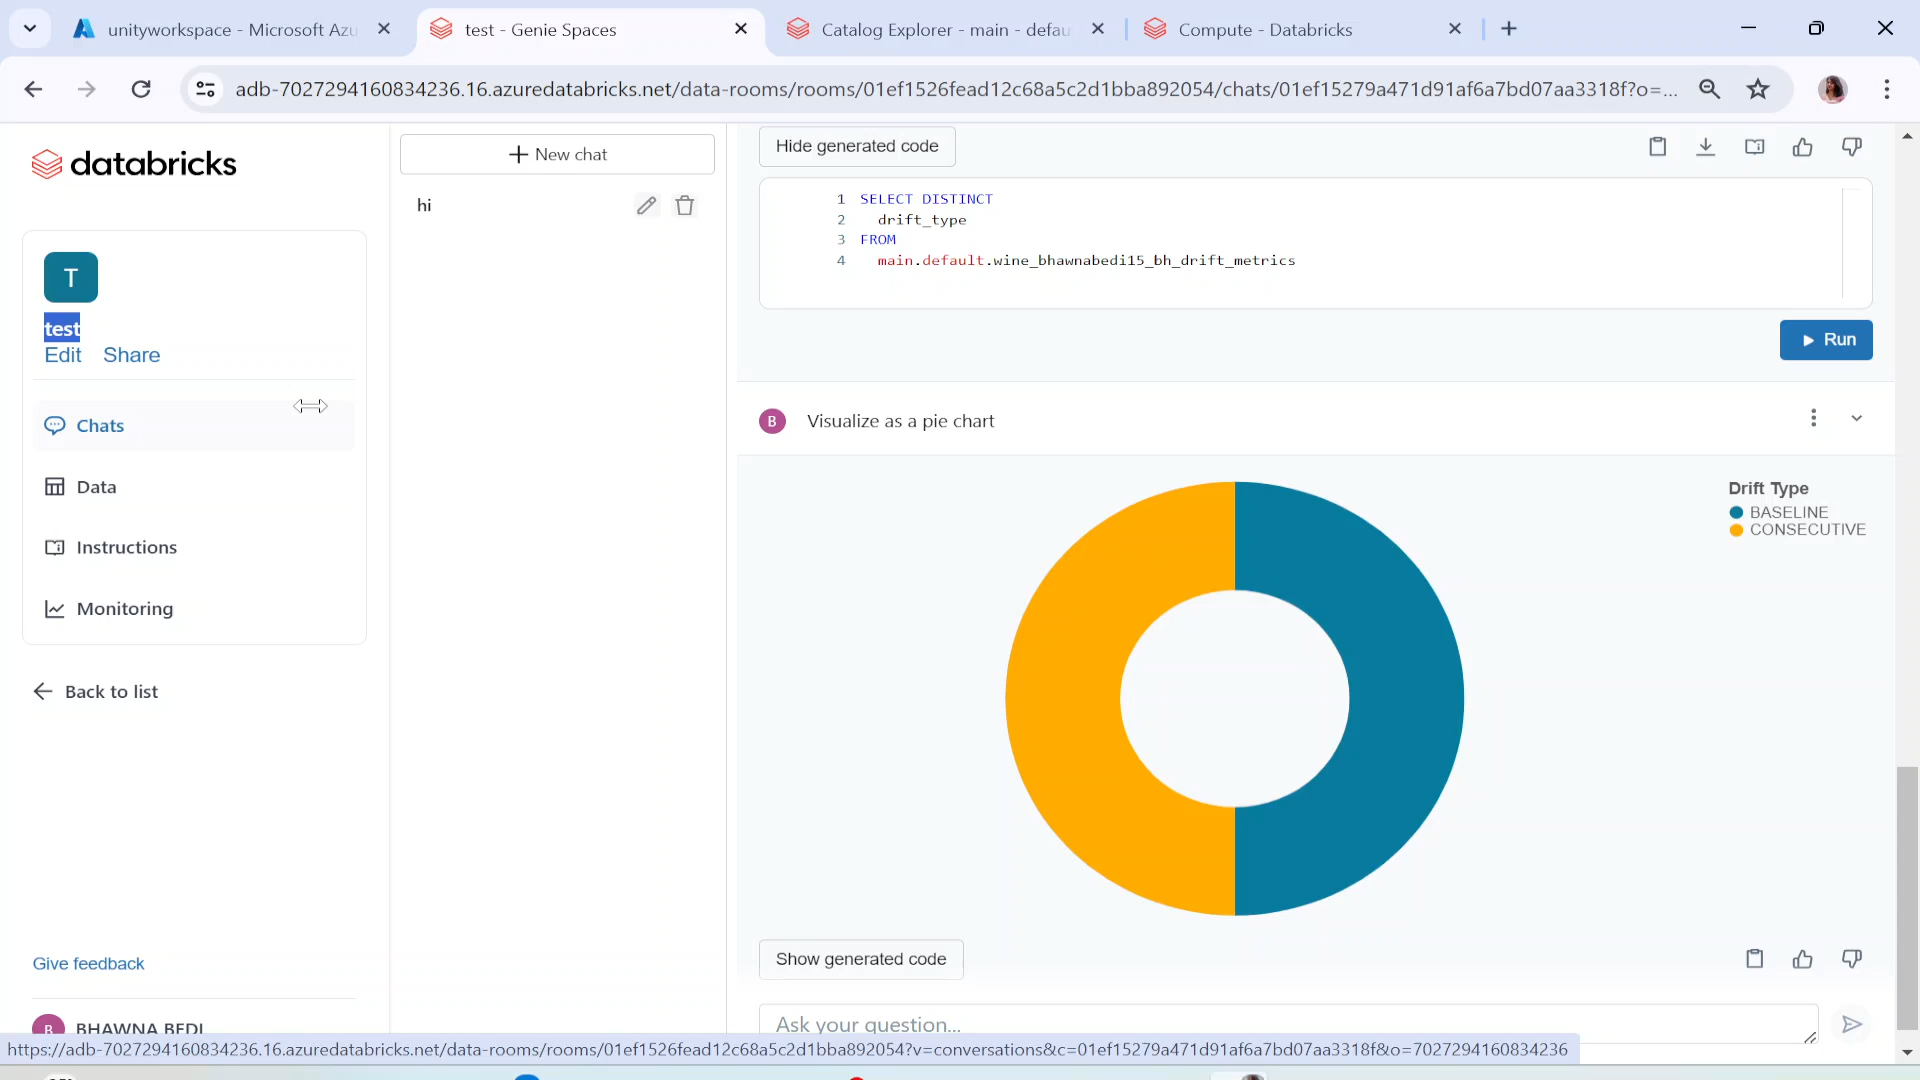 unityworkspace - Microsoft Azu
test - Genie Spaces
Catalog Explorer - main - defau
Compute - Databricks
adb-7027294160834236.16.azuredatabricks.net/data-rooms/rooms/01ef1526fead12c68a5c2d1bba892054/chats/01ef15279a471d91af6a7bd07aa3318f?o=...
databricks
T
test
Edit Share
Chats
Data
Instructions
Monitoring
Back to list
Give feedback
B BHAWNA BEDI
New chat
hi
Hide generated code
1 SELECT DISTINCT
2 drift_type
3 FROM
4 main.default.wine_bhawnabedi15_bh_drift_metrics
Run
B Visualize as a pie chart
Drift Type
BASELINE
CONSECUTIVE
Show generated code
Ask your question...
https://adb-7027294160834236.16.azuredatabricks.net/data-rooms/rooms/01ef1526fead12c68a5c2d1bba892054?v=conversations&c=01ef15279a471d91af6a7bd07aa3318f&o=7027294160834236